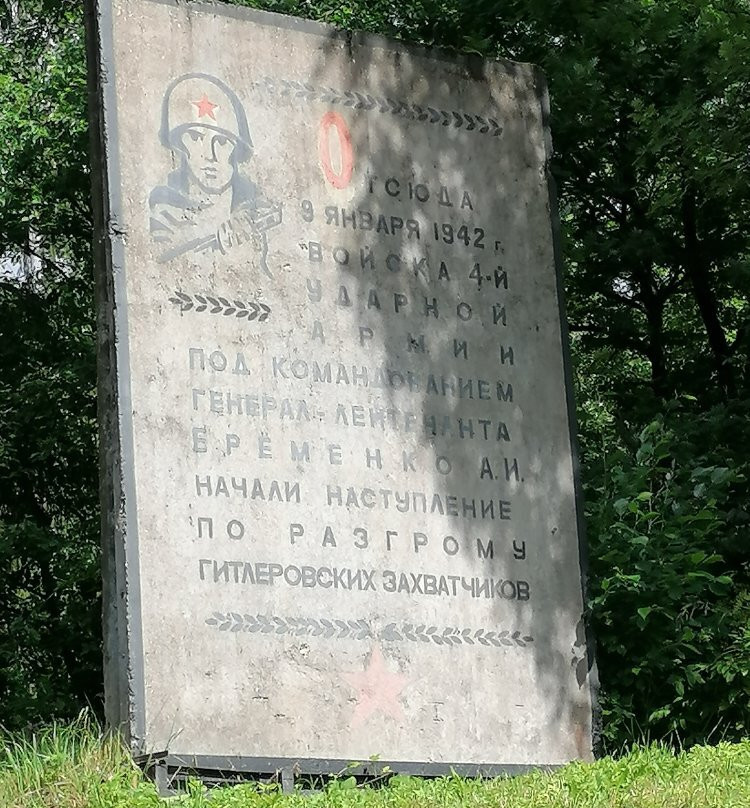 ОТСЮДА
9 ЯНВАРЯ 1942 г.
ВОЙСКА 4-й
УДАРНОЙ
АРМИИ
ПОД КОМАНДОВАНИЕМ
ГЕНЕРАЛ-ЛЕЙТЕНАНТА
ЕРЕМЕНКО А.И.
НАЧАЛИ НАСТУПЛЕНИЕ
ПО РАЗГРОМУ
ГИТЛЕРОВСКИХ ЗАХВАТЧИКОВ